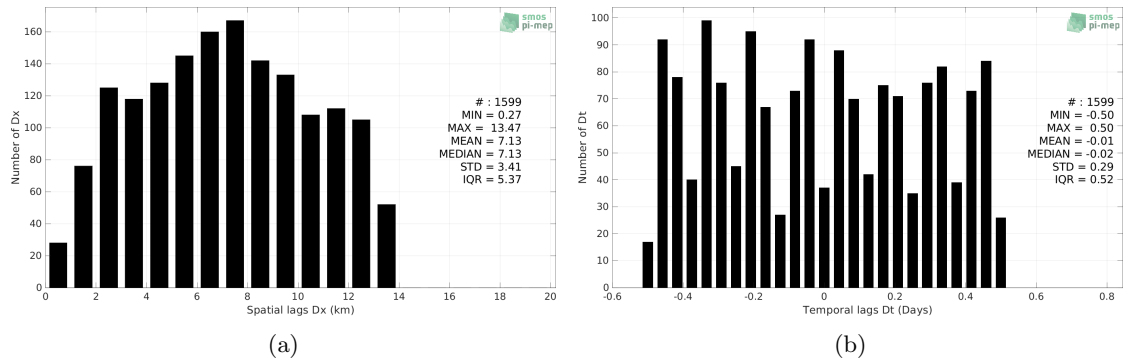 smos
pi-mep
160
140
120
100
80
60
40
20
0
Number of Dx
# : 1599
MIN = 0.27
MAX = 13.47
MEAN = 7.13
MEDIAN = 7.13
STD = 3.41
IQR = 5.37
0 2 4 6 8 10 12 14 16 18 20
Spatial lags Dx (km)
(a)
smos
pi-mep
100
90
80
70
60
50
40
30
20
10
0
Number of Dt
# : 1599
MIN = -0.50
MAX = 0.50
MEAN = -0.01
MEDIAN = -0.02
STD = 0.29
IQR = 0.52
-0.6 -0.4 -0.2 0 0.2 0.4 0.6 0.8
Temporal lags Dt (Days)
(b)